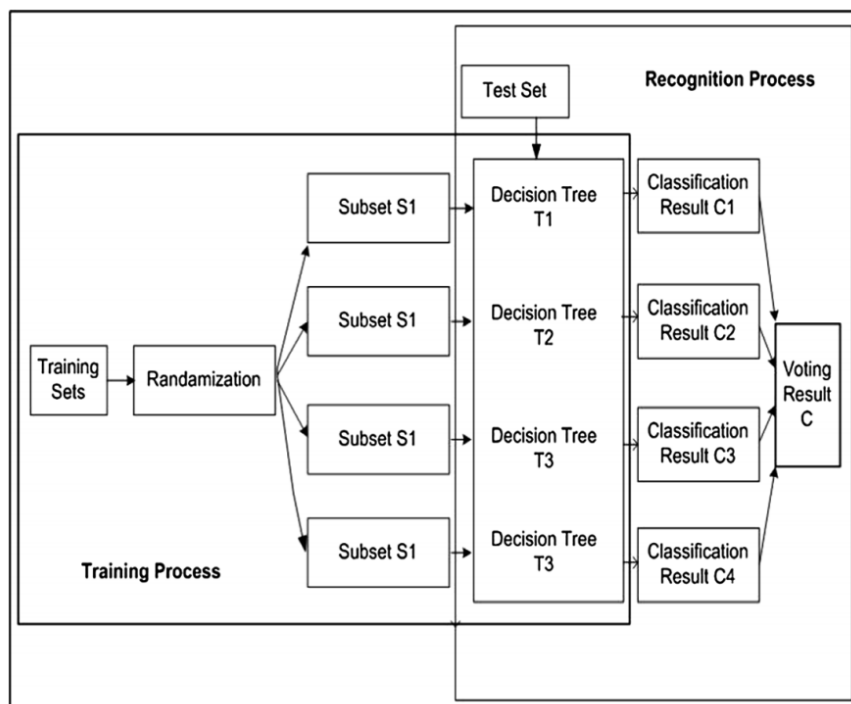 Recognition Process
Test Set
Subset S1
Decision Tree
T1
Classification
Result C1
Subset S1
Decision Tree
T2
Classification
Result C2
Training
Sets
Randamization
Voting
Result
C
Subset S1
Decision Tree
T3
Classification
Result C3
Subset S1
Decision Tree
T3
Classification
Result C4
Training Process